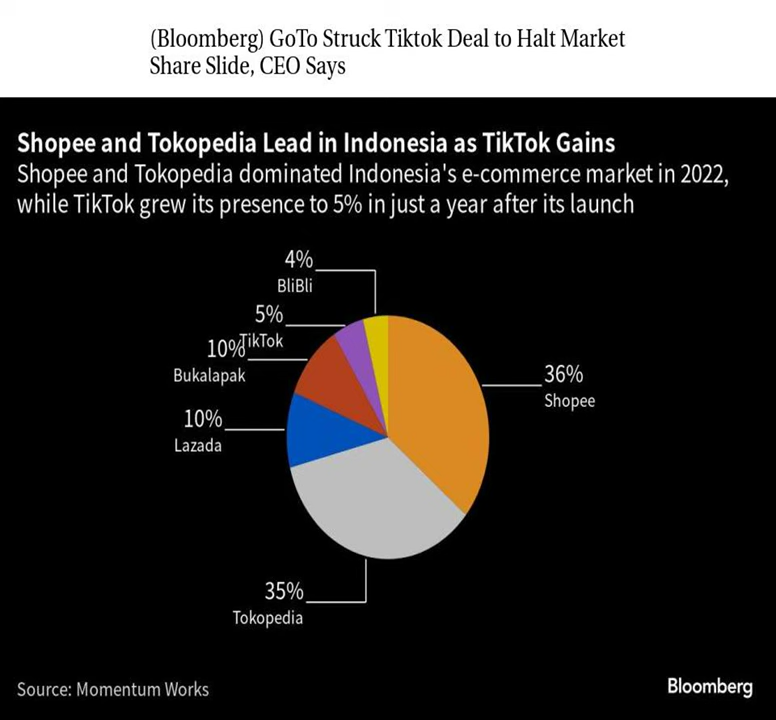 (Bloomberg) GoTo Struck Tiktok Deal to Halt Market
Share Slide, CEO Says
Shopee and Tokopedia Lead in Indonesia as TikTok Gains
Shopee and Tokopedia dominated Indonesia's e-commerce market in 2022,
while TikTok grew its presence to 5% in just a year after its launch
4%
BliBli
5%
TikTok
10%
Bukalapak
36%
Shopee
10%
Lazada
35%
Tokopedia
Source: Momentum Works
Bloomberg